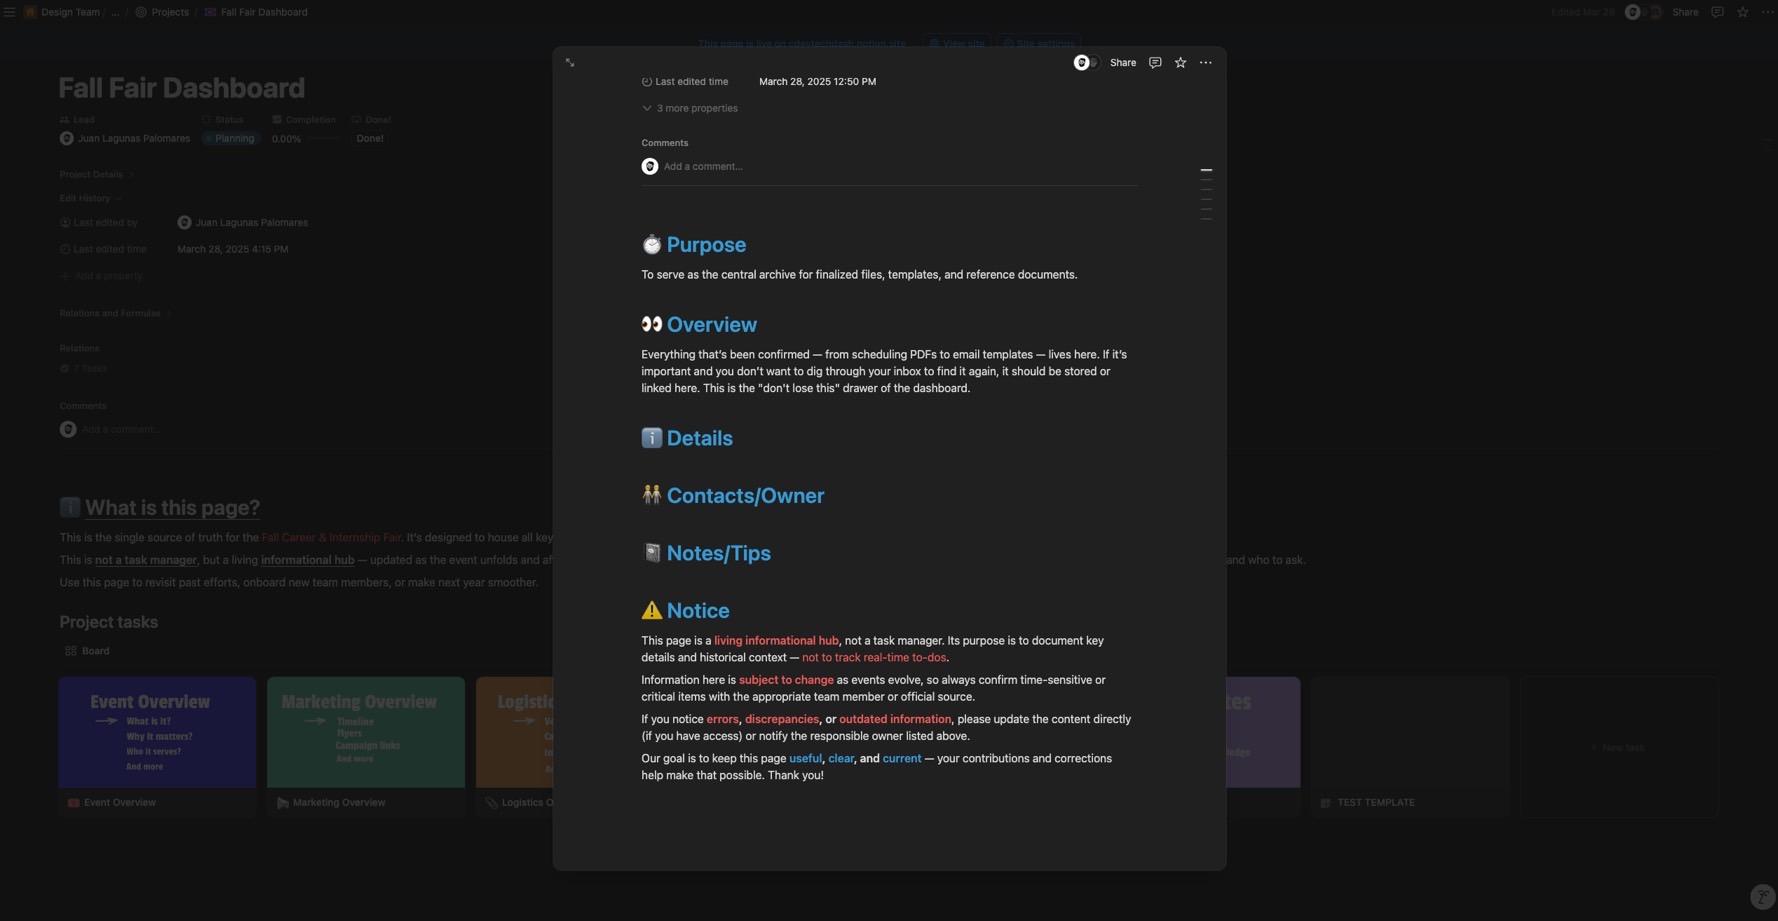 Design Team / ... / Projects / Fall Fair Dashboard
Edited Mar 28
Share
This page is live on
View site
Site settings
Fall Fair Dashboard
Lead
Status
Completion
Done!
Juan Lagunas Palomares
Planning
0.00%
Done!
Project Details
Edit History
Last edited by
Juan Lagunas Palomares
Last edited time
March 28, 2025 4:15 PM
Add a property
Relations and Formulas
Relations
7 Tasks
Comments
Add a comment...
What is this page?
This is the single source of truth for the Fall Career & Internship Fair. It's designed to house all key
This is not a task manager, but a living informational hub — updated as the event unfolds and af
and who to ask.
Use this page to revisit past efforts, onboard new team members, or make next year smoother.
Project tasks
Board
Event Overview
What is it?
Why it matters?
Who it serves?
And more
Event Overview
Marketing Overview
Timeline
Flyers
Campaign links
And more
Marketing Overview
Logistic
Logistics O
TEST TEMPLATE
+ New task
Share
Last edited time
March 28, 2025 12:50 PM
3 more properties
Comments
Add a comment...
Purpose
To serve as the central archive for finalized files, templates, and reference documents.
Overview
Everything that's been confirmed — from scheduling PDFs to email templates — lives here. If it's
important and you don't want to dig through your inbox to find it again, it should be stored or
linked here. This is the "don't lose this" drawer of the dashboard.
Details
Contacts/Owner
Notes/Tips
Notice
This page is a living informational hub, not a task manager. Its purpose is to document key
details and historical context — not to track real-time to-dos.
Information here is subject to change as events evolve, so always confirm time-sensitive or
critical items with the appropriate team member or official source.
If you notice errors, discrepancies, or outdated information, please update the content directly
(if you have access) or notify the responsible owner listed above.
Our goal is to keep this page useful, clear, and current — your contributions and corrections
help make that possible. Thank you!